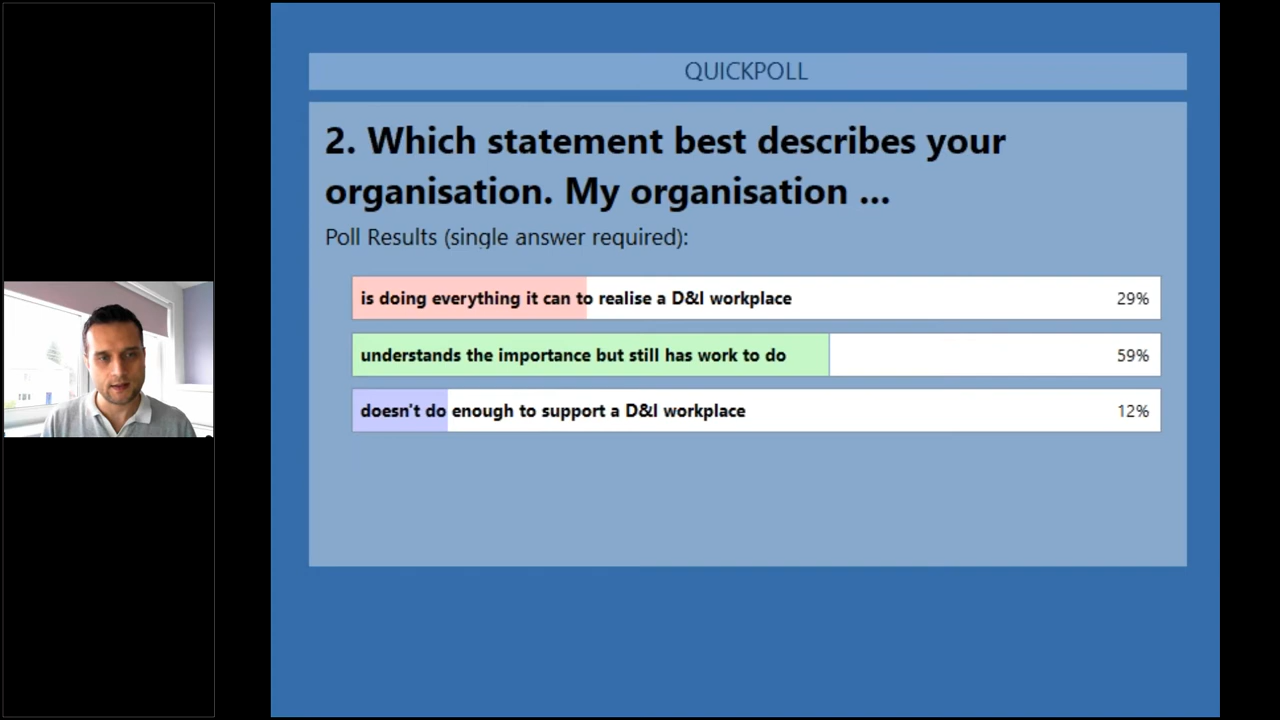 QUICKPOLL
2. Which statement best describes your
organisation. My organisation ...
Poll Results (single answer required):
is doing everything it can to realise a D&I workplace 29%
understands the importance but still has work to do 59%
doesn't do enough to support a D&I workplace 12%